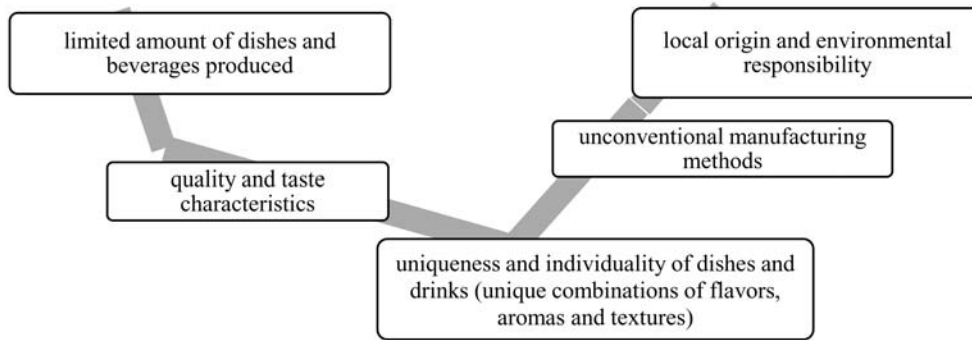 limited amount of dishes and
beverages produced
local origin and environmental
responsibility
unconventional manufacturing
methods
quality and taste
characteristics
uniqueness and individuality of dishes and
drinks (unique combinations of flavors,
aromas and textures)